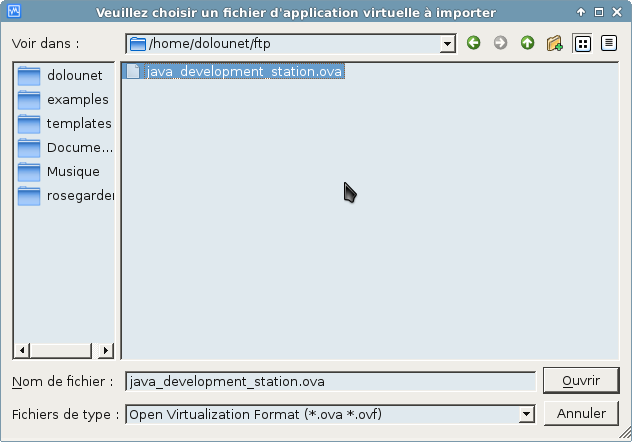 Veuillez choisir un fichier d'application virtuelle à importer
Voir dans :
/home/dolounet/ftp
dolounet
examples
templates
Docume...
Musique
rosegarden
java_development_station.ova
Nom de fichier :
java_development_station.ova
Ouvrir
Fichiers de type :
Open Virtualization Format (*.ova *.ovf)
Annuler